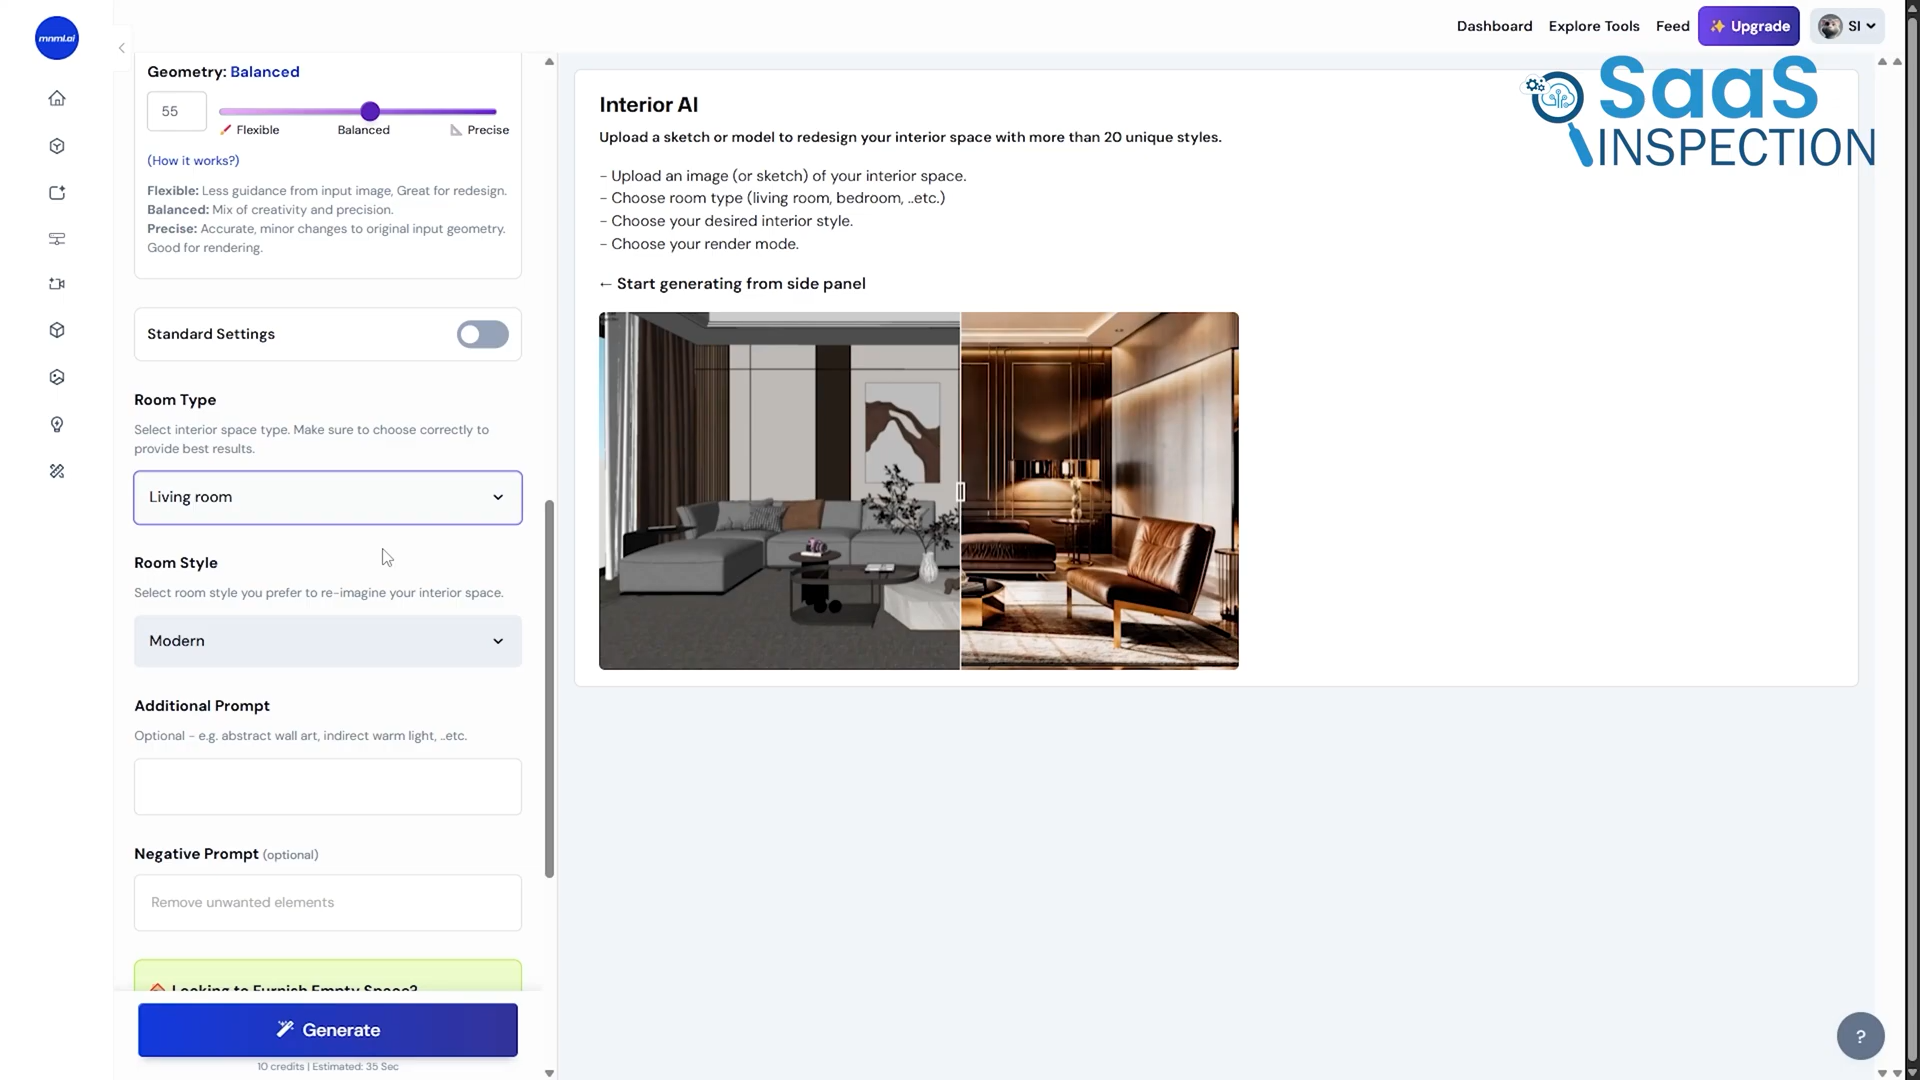 mnml.ai
Dashboard
Explore Tools
Feed
✨ Upgrade
SI
SaaS
INSPECTION
Geometry: Balanced
55
Flexible
Balanced
Precise
(How it works?)
Flexible: Less guidance from input image, Great for redesign.
Balanced: Mix of creativity and precision.
Precise: Accurate, minor changes to original input geometry.
Good for rendering.
Standard Settings
Room Type
Select interior space type. Make sure to choose correctly to
provide best results.
Living room
Room Style
Select room style you prefer to re-imagine your interior space.
Modern
Additional Prompt
Optional - e.g. abstract wall art, indirect warm light, ..etc.
Negative Prompt (optional)
Remove unwanted elements
Looking to Furnish Empty Space?
Generate
10 credits | Estimated: 35 Sec
Interior AI
Upload a sketch or model to redesign your interior space with more than 20 unique styles.
- Upload an image (or sketch) of your interior space.
- Choose room type (living room, bedroom, ..etc.)
- Choose your desired interior style.
- Choose your render mode.
← Start generating from side panel
?